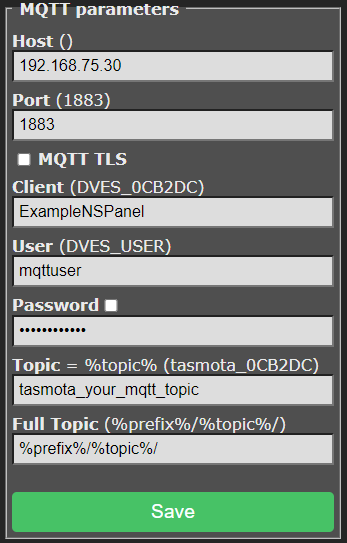 MQTT parameters
Host ()
192.168.75.30
Port (1883)
1883
MQTT TLS
Client (DVES_0CB2DC)
ExampleNSPanel
User (DVES_USER)
mqttuser
Password
••••••••••••
Topic = %topic% (tasmota_0CB2DC)
tasmota_your_mqtt_topic
Full Topic (%prefix%/%topic%/)
%prefix%/%topic%/
Save